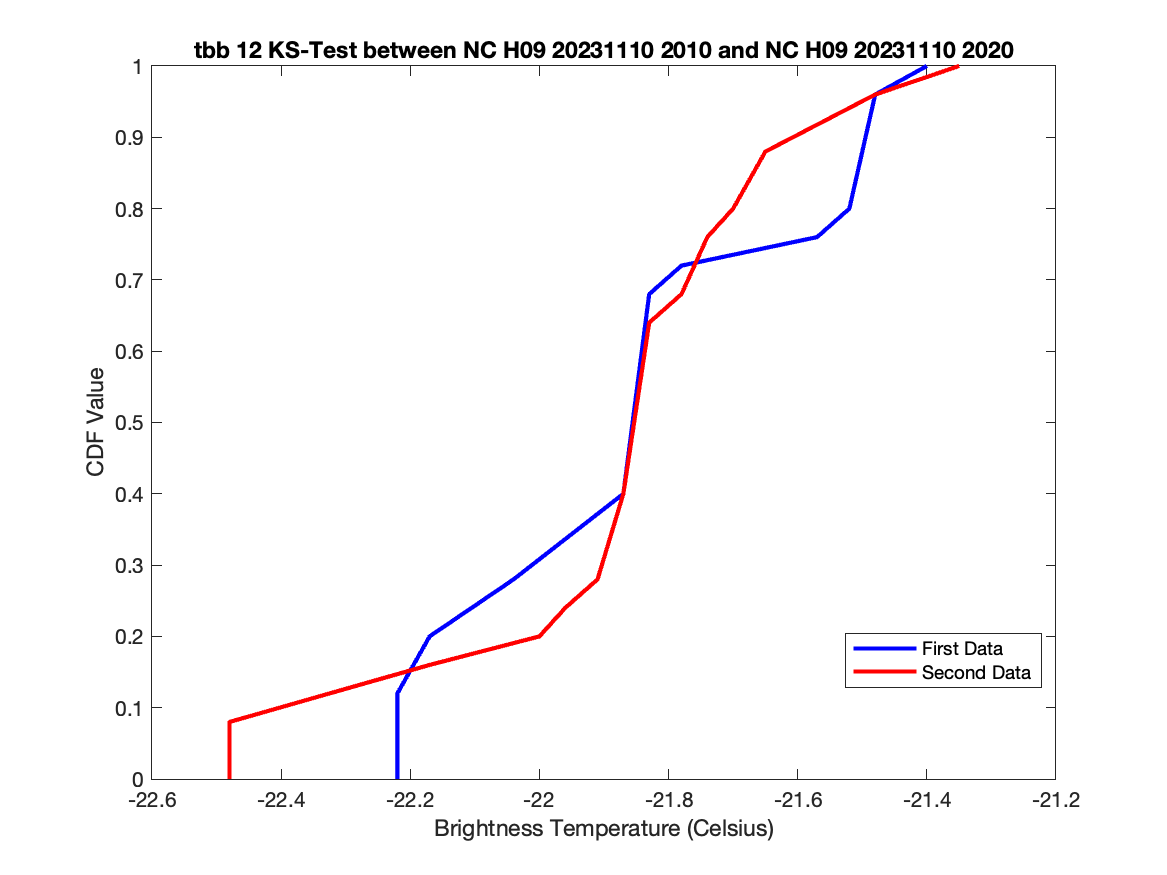 tbb 12 KS-Test between NC H09 20231110 2010 and NC H09 20231110 2020
1
0.9
0.8
0.7
0.6
0.5
0.4
0.3
0.2
0.1
0
CDF Value
First Data
Second Data
-22.6 -22.4 -22.2 -22 -21.8 -21.6 -21.4 -21.2
Brightness Temperature (Celsius)